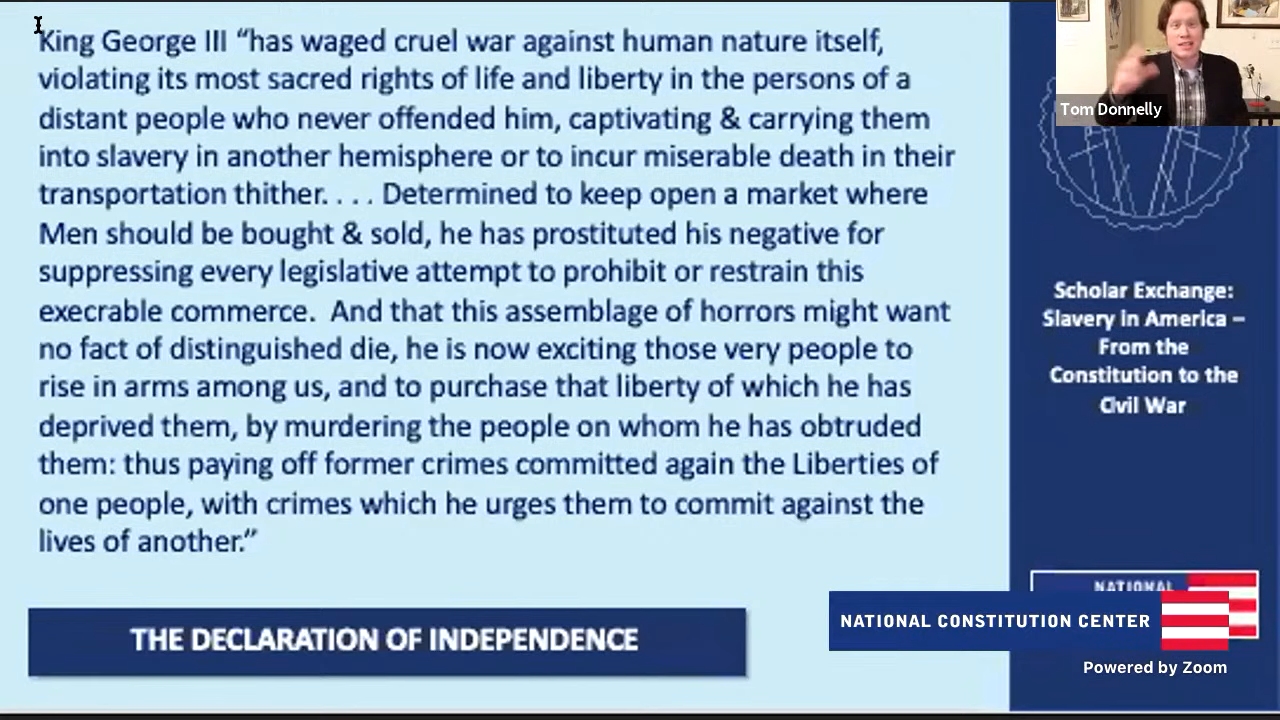 King George III “has waged cruel war against human nature itself,
violating its most sacred rights of life and liberty in the persons of a
distant people who never offended him, captivating & carrying them
into slavery in another hemisphere or to incur miserable death in their
transportation thither. . . . Determined to keep open a market where
Men should be bought & sold, he has prostituted his negative for
suppressing every legislative attempt to prohibit or restrain this
execrable commerce.  And that this assemblage of horrors might want
no fact of distinguished die, he is now exciting those very people to
rise in arms among us, and to purchase that liberty of which he has
deprived them, by murdering the people on whom he has obtruded
them: thus paying off former crimes committed again the Liberties of
one people, with crimes which he urges them to commit against the
lives of another.”
THE DECLARATION OF INDEPENDENCE
Tom Donnelly
Scholar Exchange:
Slavery in America –
From the
Constitution to the
Civil War
NATIONAL
NATIONAL CONSTITUTION CENTER
Powered by Zoom